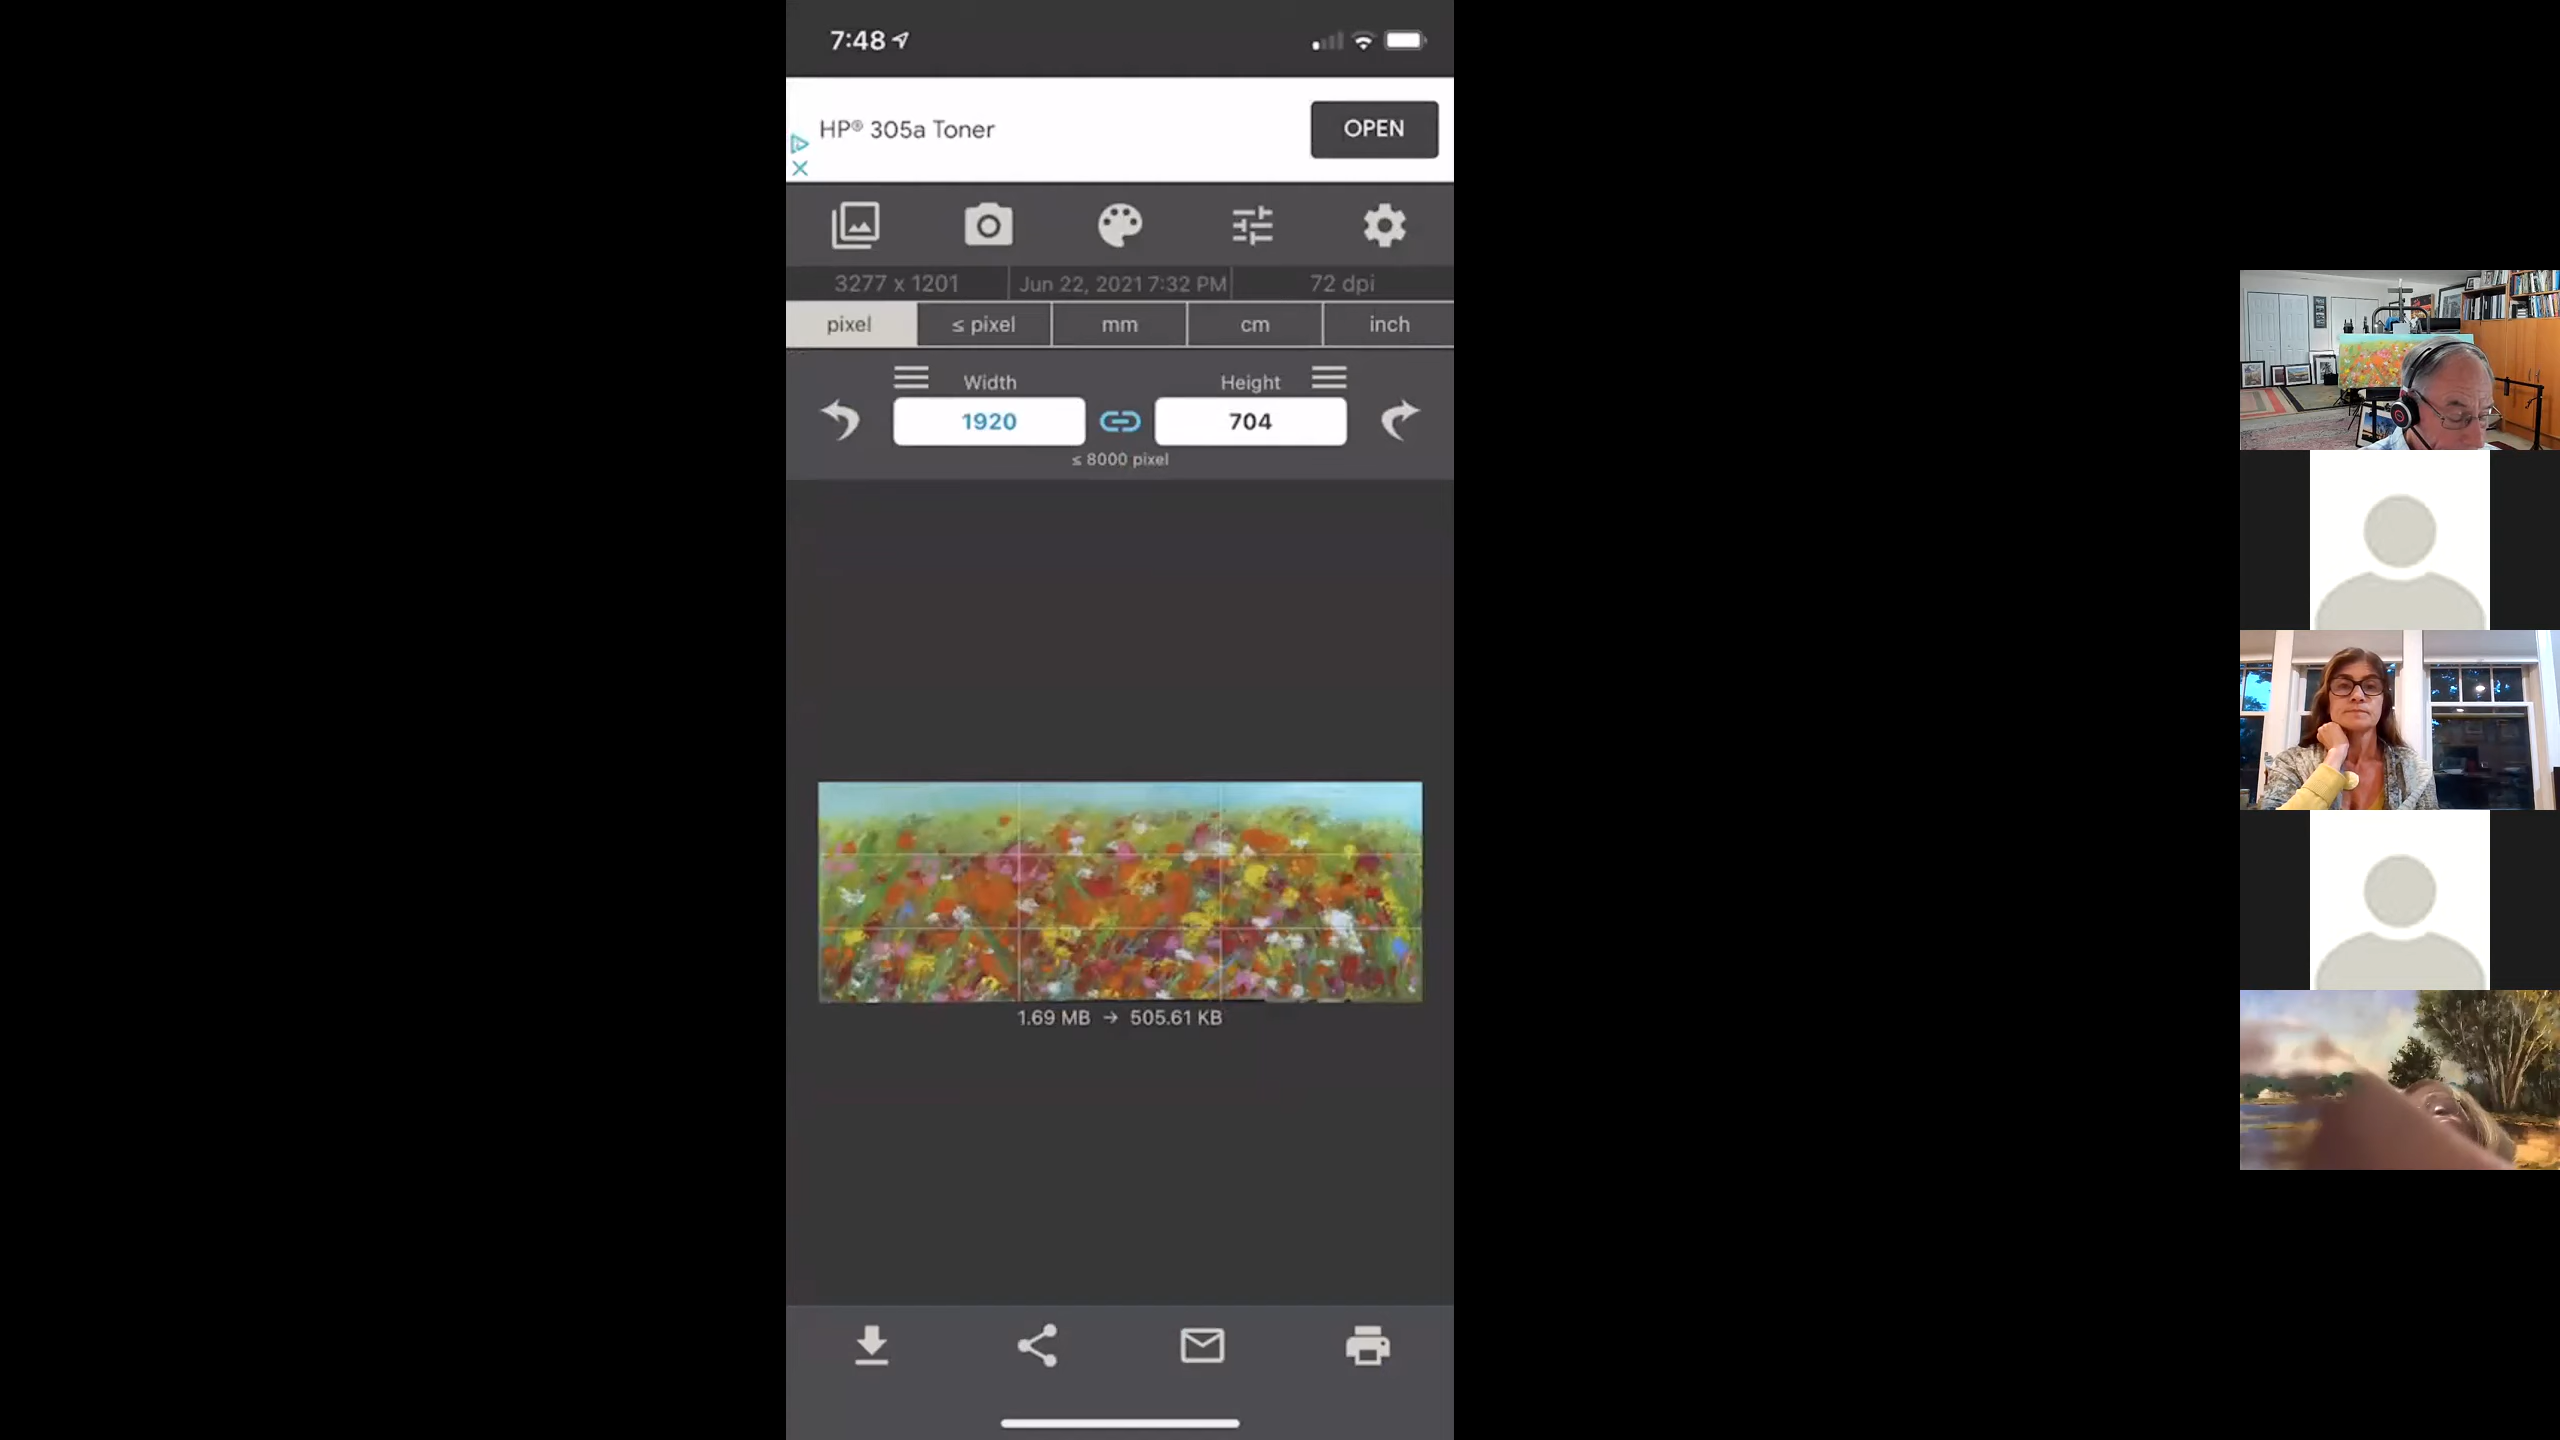 7:48
HP® 305a Toner
OPEN
3277 x 1201
Jun 22, 2021 7:32 PM
72 dpi
pixel
≤ pixel
mm
cm
inch
Width
Height
1920
704
≤ 8000 pixel
1.69 MB → 505.61 KB